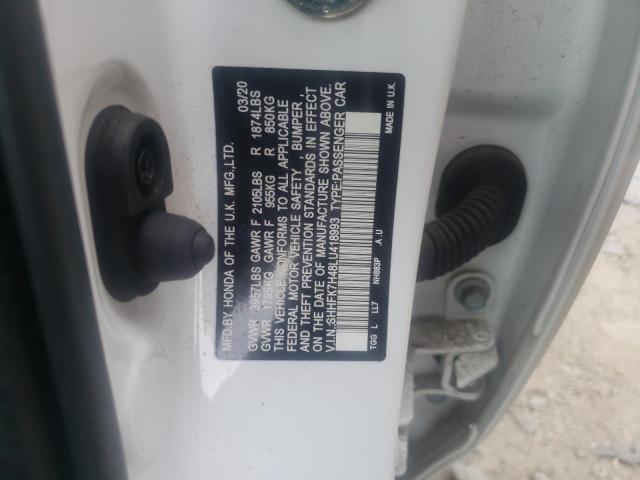 MFD.BY HONDA OF THE U.K. MFG.,LTD. 03/20
GVWR 3957LBS GAWR F 2105LBS R 1874LBS
GVWR 1795KG GAWR F 955KG R 850KG
THIS VEHICLE CONFORMS TO ALL APPLICABLE
FEDERAL MOTOR VEHICLE SAFETY , BUMPER ,
AND THEFT PREVENTION STANDARDS IN EFFECT
ON THE DATE OF MANUFACTURE SHOWN ABOVE.
V.I.N.:SHHFK7H48LU418993 TYPE:PASSENGER CAR
TGG L LL7 NH883P .A.U MADE IN U.K.